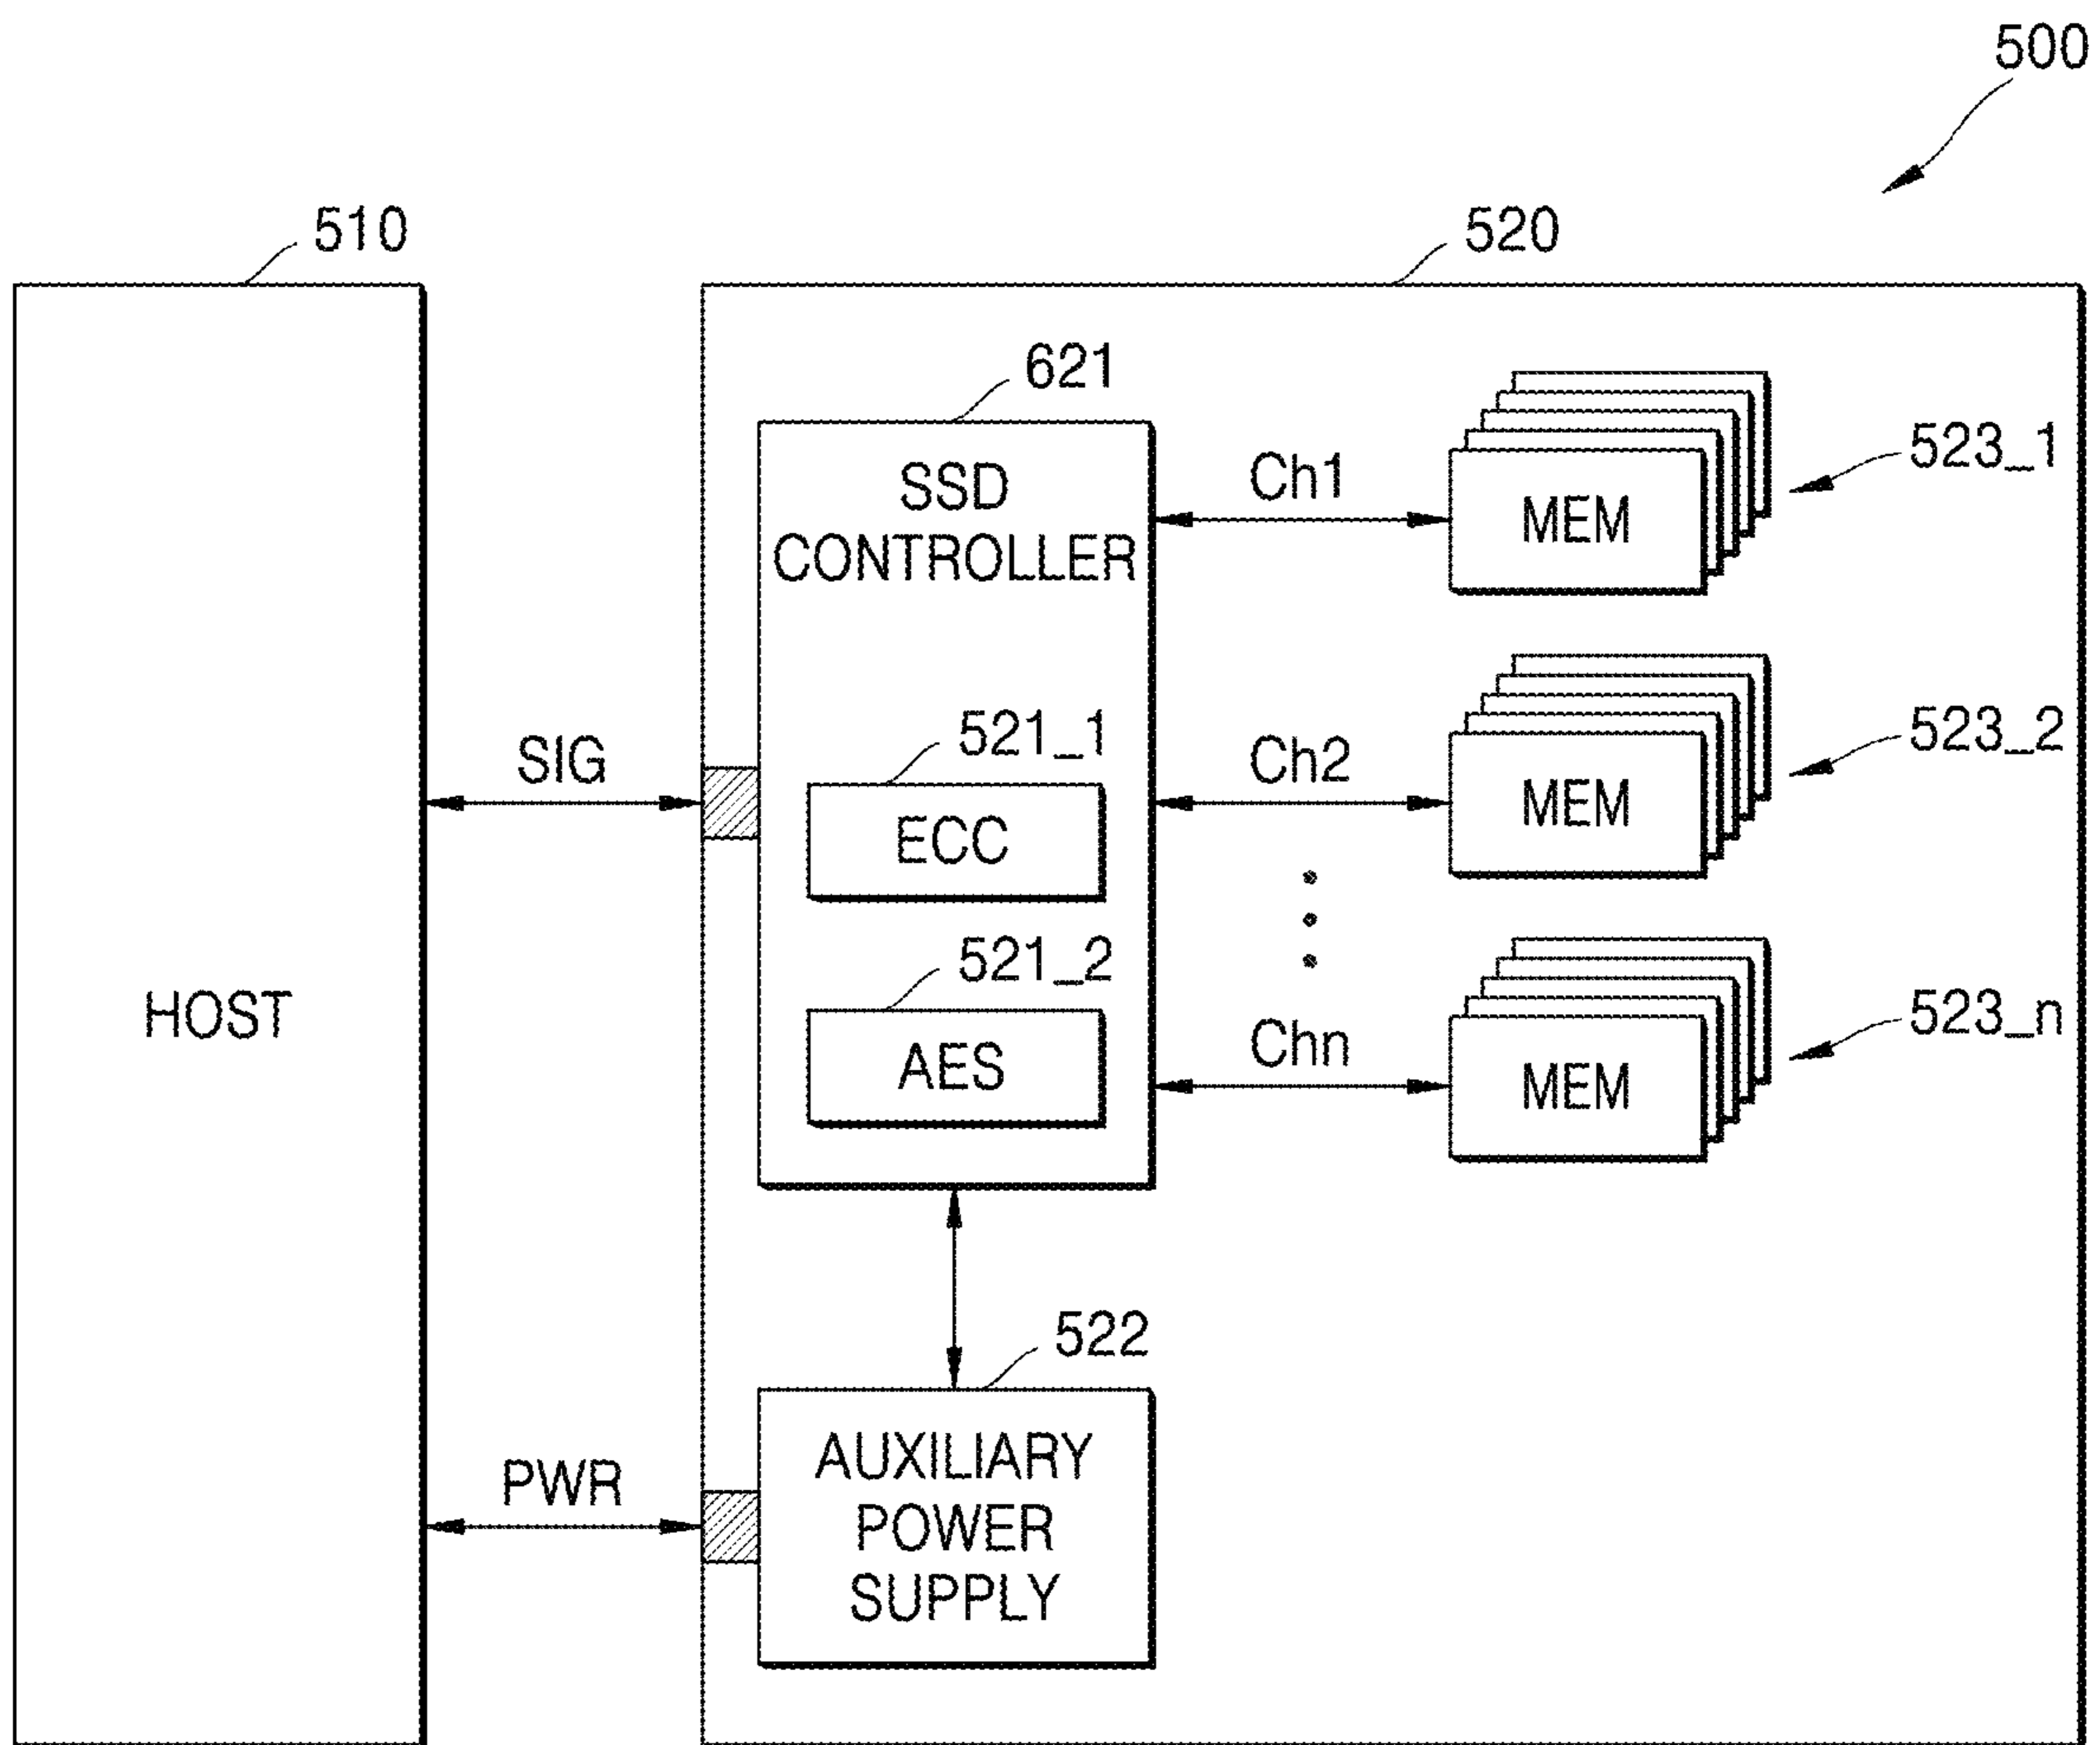 500
510
520
621
SSD
CONTROLLER
Ch1
MEM
523_1
SIG
521_1
ECC
Ch2
MEM
523_2
HOST
521_2
AES
Chn
MEM
523_n
522
PWR
AUXILIARY
POWER
SUPPLY